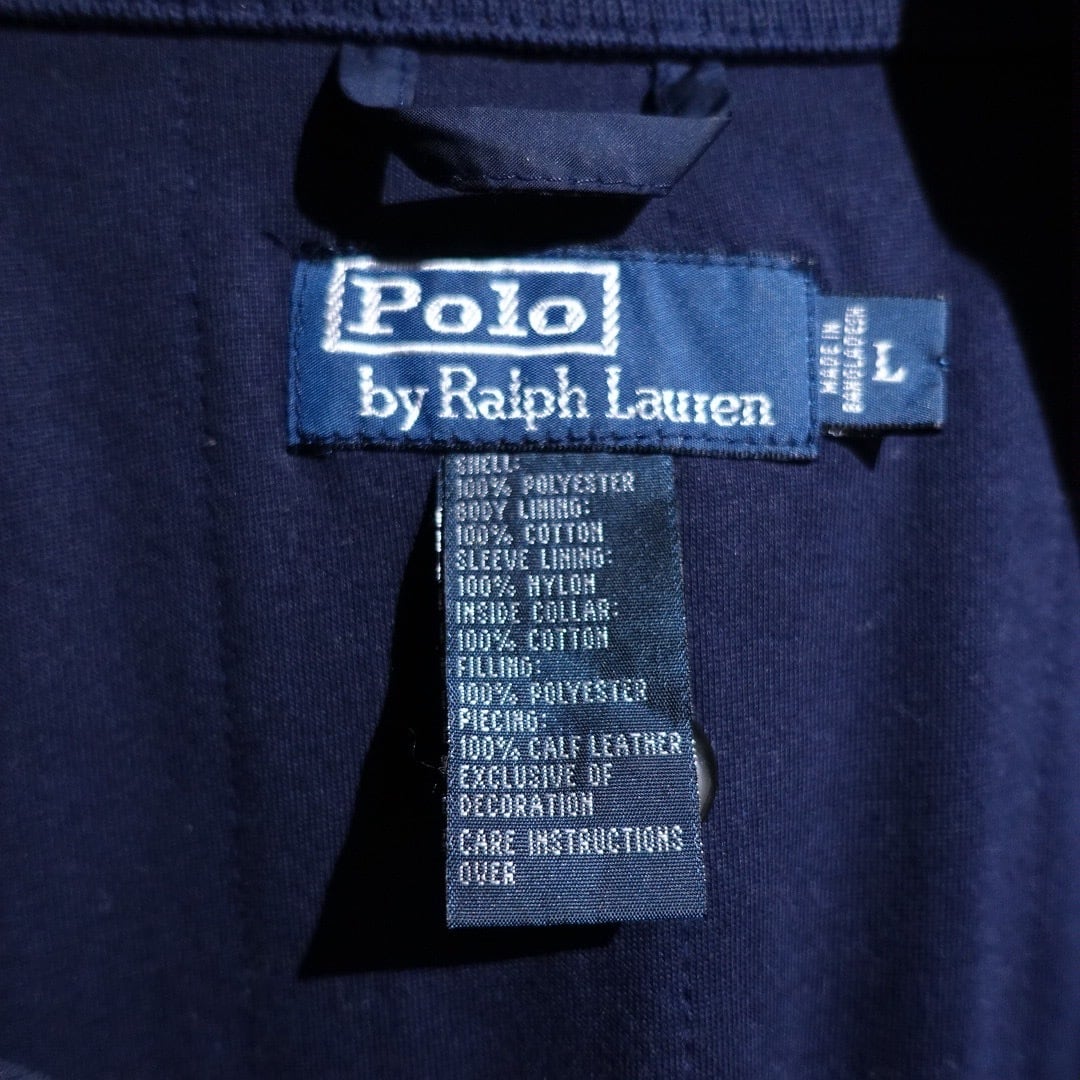 Polo
by Ralph Lauren
MADE IN
BANGLADESH
L
SHELL:
100% POLYESTER
BODY LINING:
100% COTTON
SLEEVE LINING:
100% NYLON
INSIDE COLLAR:
100% COTTON
FILLING:
100% POLYESTER
PIECING:
100% CALF LEATHER
EXCLUSIVE OF
DECORATION
CARE INSTRUCTIONS
OVER